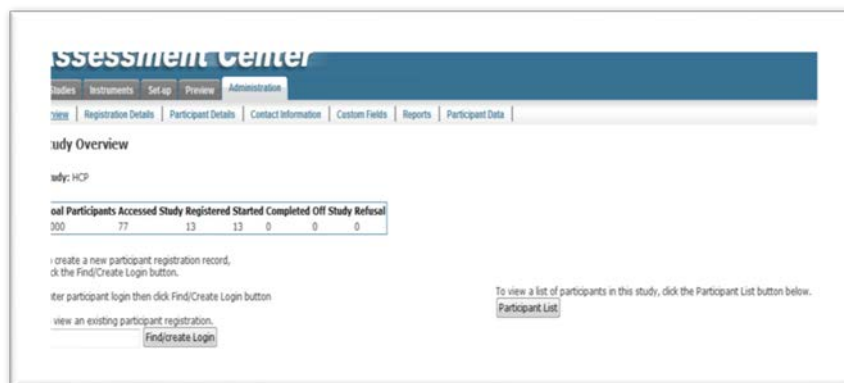 ssessment Center
Studies Instruments Set-up Preview Administration
rview Registration Details Participant Details Contact Information Custom Fields Reports Participant Data
tudy Overview
tudy: HCP
oal Participants Accessed Study Registered Started Completed Off Study Refusal
000 77 13 13 0 0 0
o create a new participant registration record,
ick the Find/Create Login button.
nter participant login then click Find/Create Login button
To view a list of participants in this study, click the Participant List button below.
Participant List
view an existing participant registration.
Find/create Login